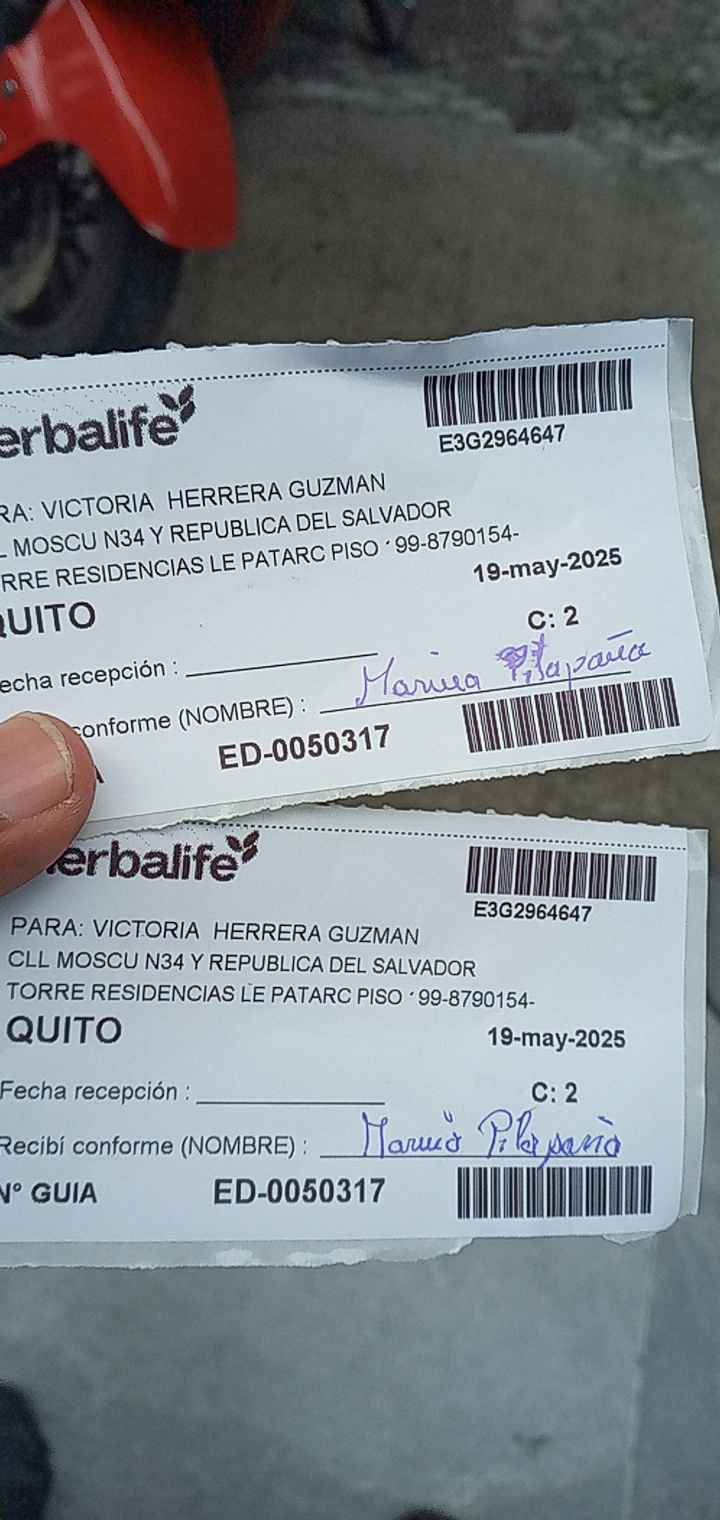 erbalife
E3G2964647
RA: VICTORIA HERRERA GUZMAN
L MOSCU N34 Y REPUBLICA DEL SALVADOR
RRE RESIDENCIAS LE PATARC PISO ' 99-8790154-
19-may-2025
QUITO
C: 2
echa recepción :
conforme (NOMBRE) : Marina Pilapaña
ED-0050317
erbalife
E3G2964647
PARA: VICTORIA HERRERA GUZMAN
CLL MOSCU N34 Y REPUBLICA DEL SALVADOR
TORRE RESIDENCIAS LE PATARC PISO ' 99-8790154-
QUITO
19-may-2025
Fecha recepción :
C: 2
Recibí conforme (NOMBRE) :
N° GUIA
ED-0050317